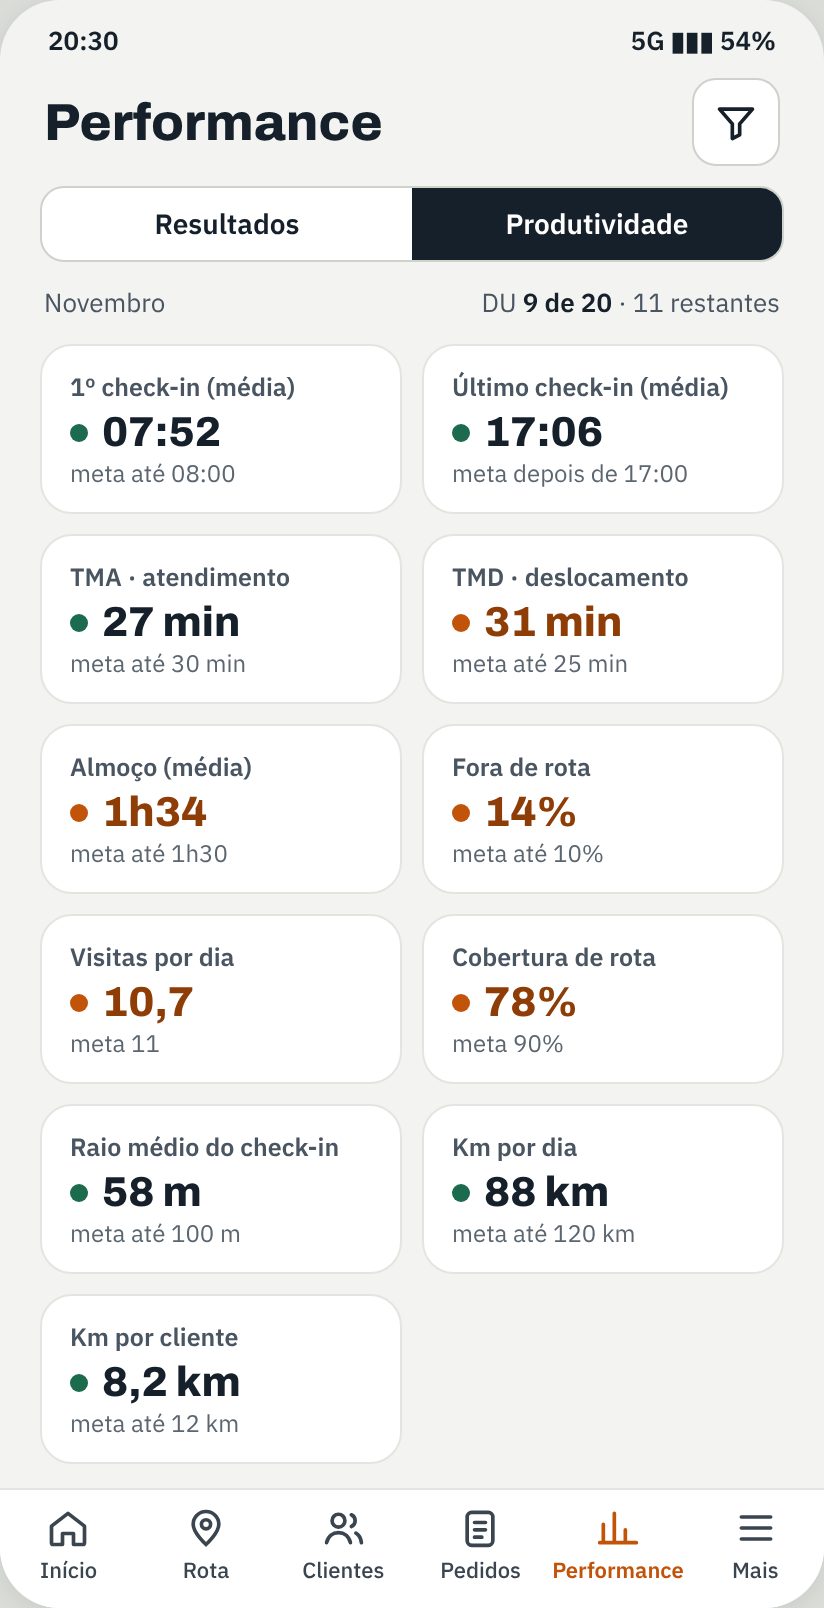 20:30
5G 54%
Performance
Resultados
Produtividade
Novembro
DU 9 de 20 · 11 restantes
1º check-in (média)
07:52
meta até 08:00
Último check-in (média)
17:06
meta depois de 17:00
TMA · atendimento
27 min
meta até 30 min
TMD · deslocamento
31 min
meta até 25 min
Almoço (média)
1h34
meta até 1h30
Fora de rota
14%
meta até 10%
Visitas por dia
10,7
meta 11
Cobertura de rota
78%
meta 90%
Raio médio do check-in
58 m
meta até 100 m
Km por dia
88 km
meta até 120 km
Km por cliente
8,2 km
meta até 12 km
Início
Rota
Clientes
Pedidos
Performance
Mais